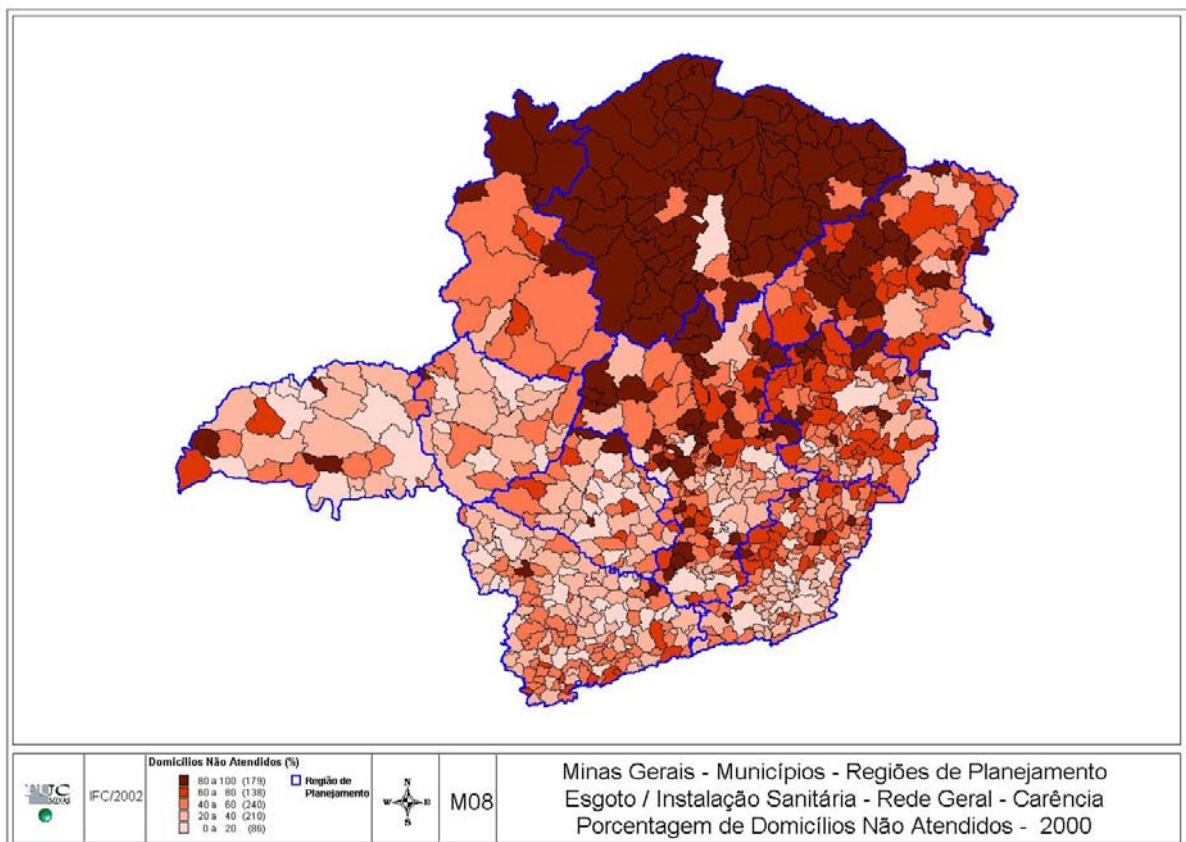 JC
MINAS
IFC/2002
Domicílios Não Atendidos (%)
80 a 100 (179)
60 a 80 (138)
40 a 60 (240)
20 a 40 (210)
0 a 20 (86)
Região de
Planejamento
N
W E
S
M08
Minas Gerais - Municípios - Regiões de Planejamento
Esgoto / Instalação Sanitária - Rede Geral - Carência
Porcentagem de Domicílios Não Atendidos - 2000